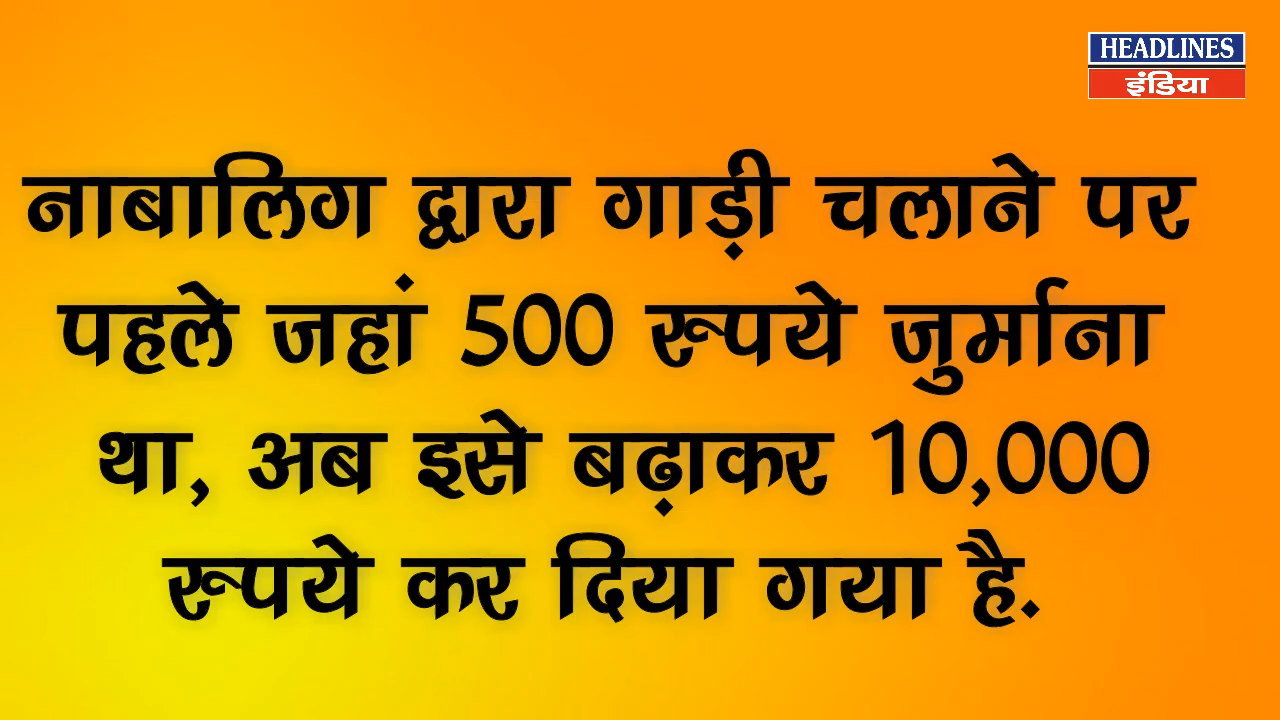 HEADLINES
इंडिया
नाबालिग द्वारा गाड़ी चलाने पर
पहले जहां 500 रूपये जुर्माना
था, अब इसे बढ़ाकर 10,000
रूपये कर दिया गया है.